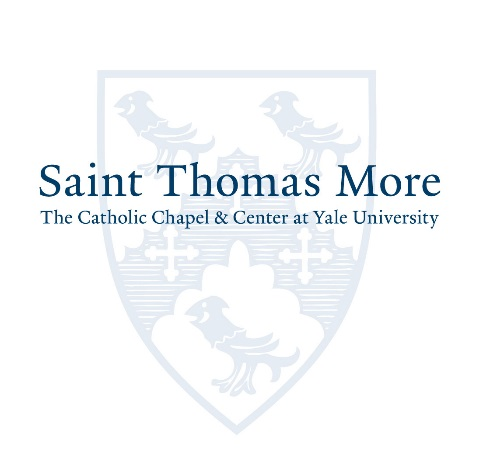 Saint Thomas More
The Catholic Chapel & Center at Yale University